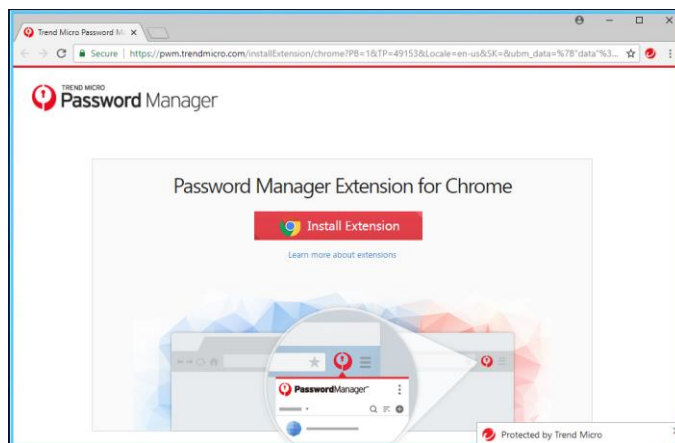 Trend Micro Password M
Secure | https://pwm.trendmicro.com/installExtension/chrome?PB=1&TP=49153&Locale=en-us&SK=&ubm_data=%78"data"%3...
TREND MICRO
Password Manager
Password Manager Extension for Chrome
Install Extension
Learn more about extensions
PasswordManager
Protected by Trend Micro